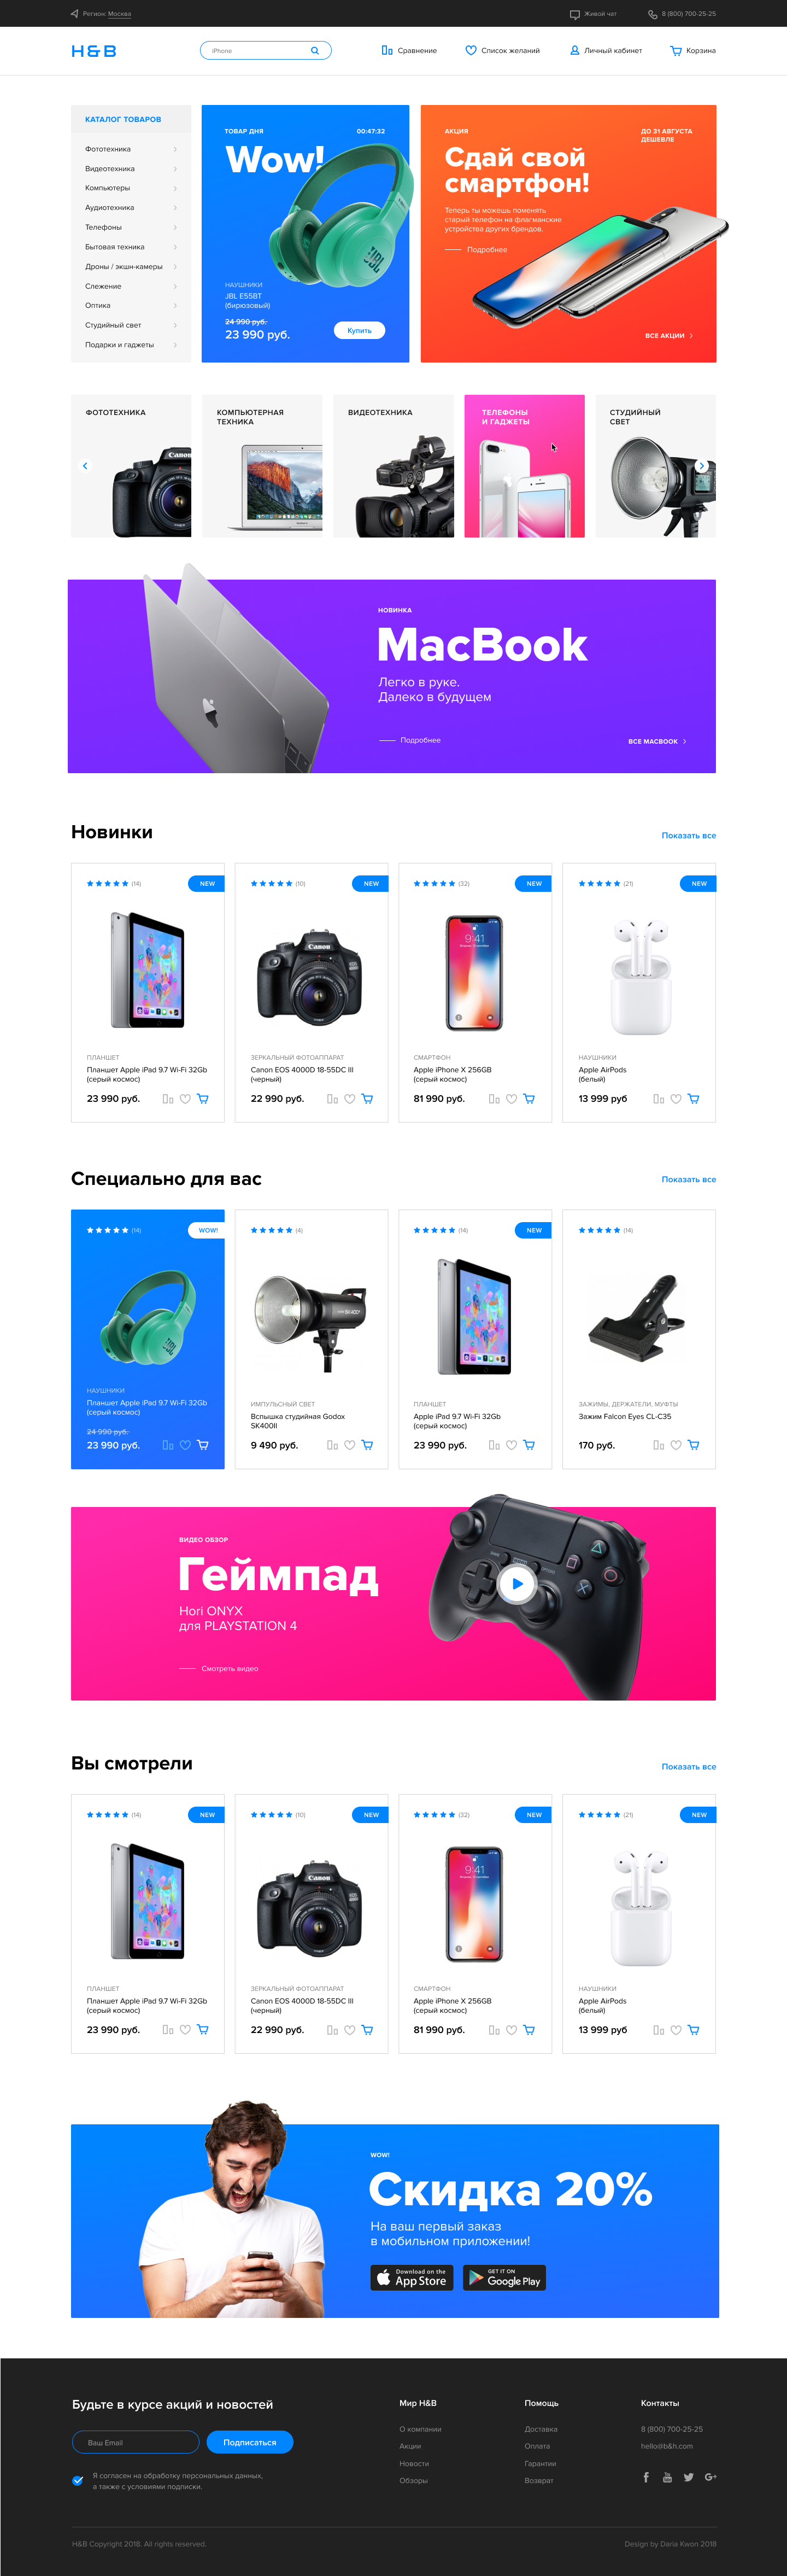 Регион: Москва
Живой чат
8 (800) 700-25-25
H&B
iPhone
Сравнение
Список желаний
Личный кабинет
Корзина
КАТАЛОГ ТОВАРОВ
Фототехника
Видеотехника
Компьютеры
Аудиотехника
Телефоны
Бытовая техника
Дроны / экшн-камеры
Слежение
Оптика
Студийный свет
Подарки и гаджеты
ТОВАР ДНЯ
00:47:32
Wow!
JBL
НАУШНИКИ
JBL E55BT
(бирюзовый)
24 990 руб.
23 990 руб.
Купить
АКЦИЯ
ДО 31 АВГУСТА
ДЕШЕВЛЕ
Сдай свой
смартфон!
Теперь ты можешь поменять
старый телефон на флагманские
устройства других брендов.
Подробнее
ВСЕ АКЦИИ
ФОТОТЕХНИКА
Canon
КОМПЬЮТЕРНАЯ
ТЕХНИКА
ВИДЕОТЕХНИКА
ТЕЛЕФОНЫ
И ГАДЖЕТЫ
СТУДИЙНЫЙ
СВЕТ
НОВИНКА
MacBook
Легко в руке.
Далеко в будущем
Подробнее
ВСЕ MACBOOK
Новинки
Показать все
(14)
NEW
ПЛАНШЕТ
Планшет Apple iPad 9.7 Wi-Fi 32Gb
(серый космос)
23 990 руб.
(10)
NEW
Canon
ЗЕРКАЛЬНЫЙ ФОТОАППАРАТ
Canon EOS 4000D 18-55DC III
(черный)
22 990 руб.
(32)
NEW
9:41
СМАРТФОН
Apple iPhone X 256GB
(серый космос)
81 990 руб.
(21)
NEW
НАУШНИКИ
Apple AirPods
(белый)
13 999 руб
Специально для вас
Показать все
(14)
WOW!
JBL
НАУШНИКИ
Планшет Apple iPad 9.7 Wi-Fi 32Gb
(серый космос)
24 990 руб.
23 990 руб.
(4)
ИМПУЛЬСНЫЙ СВЕТ
Вспышка студийная Godox
SK400II
9 490 руб.
(14)
NEW
ПЛАНШЕТ
Apple iPad 9.7 Wi-Fi 32Gb
(серый космос)
23 990 руб.
(14)
ЗАЖИМЫ, ДЕРЖАТЕЛИ, МУФТЫ
Зажим Falcon Eyes CL-C35
170 руб.
ВИДЕО ОБЗОР
Геймпад
Hori ONYX
для PLAYSTATION 4
Смотреть видео
Вы смотрели
Показать все
(14)
NEW
ПЛАНШЕТ
Планшет Apple iPad 9.7 Wi-Fi 32Gb
(серый космос)
23 990 руб.
(10)
NEW
Canon
ЗЕРКАЛЬНЫЙ ФОТОАППАРАТ
Canon EOS 4000D 18-55DC III
(черный)
22 990 руб.
(32)
NEW
9:41
СМАРТФОН
Apple iPhone X 256GB
(серый космос)
81 990 руб.
(21)
NEW
НАУШНИКИ
Apple AirPods
(белый)
13 999 руб
WOW!
Скидка 20%
На ваш первый заказ
в мобильном приложении!
Download on the
App Store
GET IT ON
Google Play
Будьте в курсе акций и новостей
Ваш Email
Подписаться
Я согласен на обработку персональных данных,
а также с условиями подписки.
Мир H&B
О компании
Акции
Новости
Обзоры
Помощь
Доставка
Оплата
Гарантии
Возврат
Контакты
8 (800) 700-25-25
hello@b&h.com
H&B Copyright 2018. All rights reserved.
Design by Daria Kwon 2018